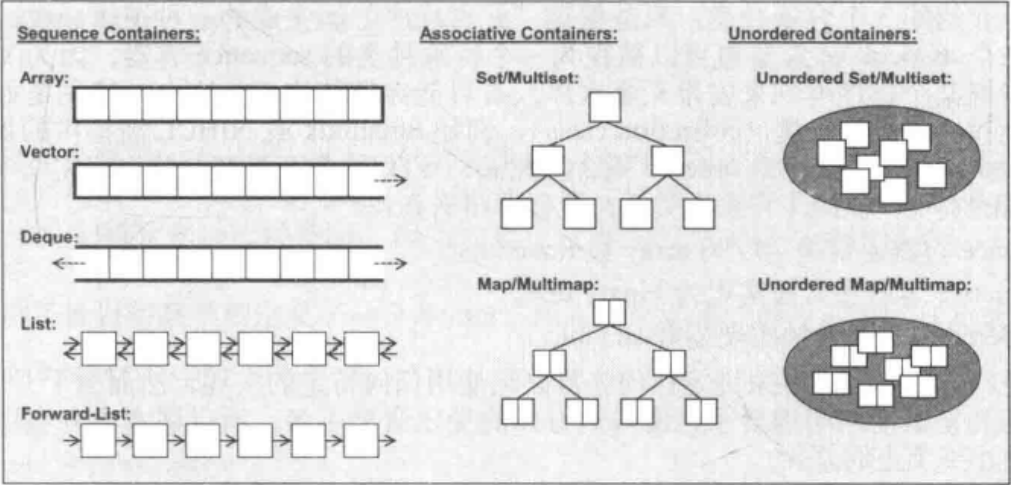 Sequence Containers:
Array:
Vector:
Deque:
List:
Forward-List:
Associative Containers:
Set/Multiset:
Map/Multimap:
Unordered Containers:
Unordered Set/Multiset:
Unordered Map/Multimap: